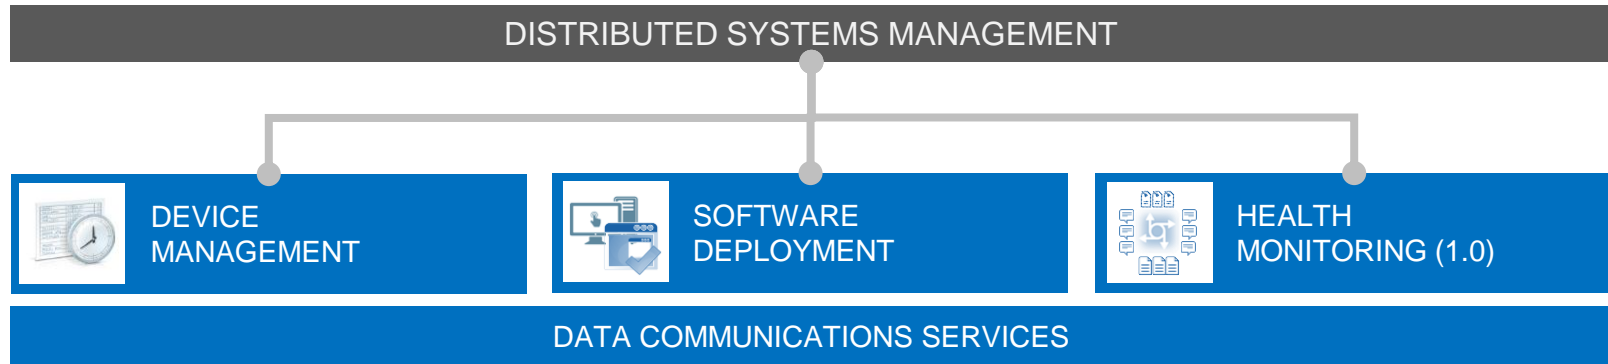 DISTRIBUTED SYSTEMS MANAGEMENT
DEVICE
MANAGEMENT
SOFTWARE
DEPLOYMENT
HEALTH
MONITORING (1.0)
DATA COMMUNICATIONS SERVICES